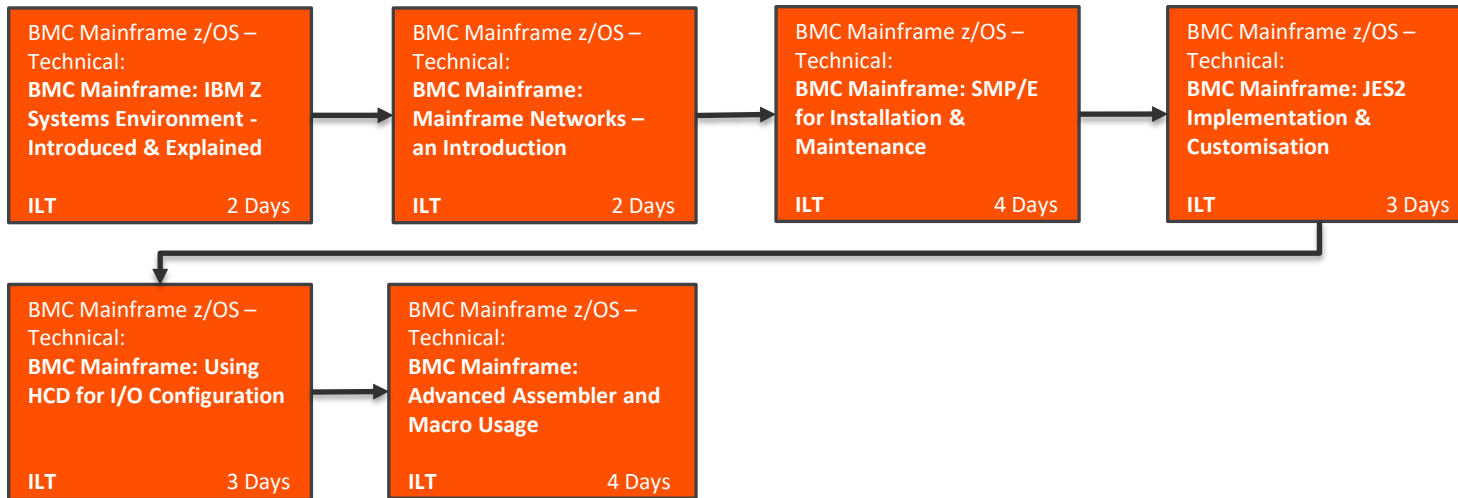 BMC Mainframe z/OS –
Technical:
BMC Mainframe: IBM Z
Systems Environment -
Introduced & Explained
ILT 2 Days
BMC Mainframe z/OS –
Technical:
BMC Mainframe:
Mainframe Networks –
an Introduction
ILT 2 Days
BMC Mainframe z/OS –
Technical:
BMC Mainframe: SMP/E
for Installation &
Maintenance
ILT 4 Days
BMC Mainframe z/OS –
Technical:
BMC Mainframe: JES2
Implementation &
Customisation
ILT 3 Days
BMC Mainframe z/OS –
Technical:
BMC Mainframe: Using
HCD for I/O Configuration
ILT 3 Days
BMC Mainframe z/OS –
Technical:
BMC Mainframe:
Advanced Assembler and
Macro Usage
ILT 4 Days